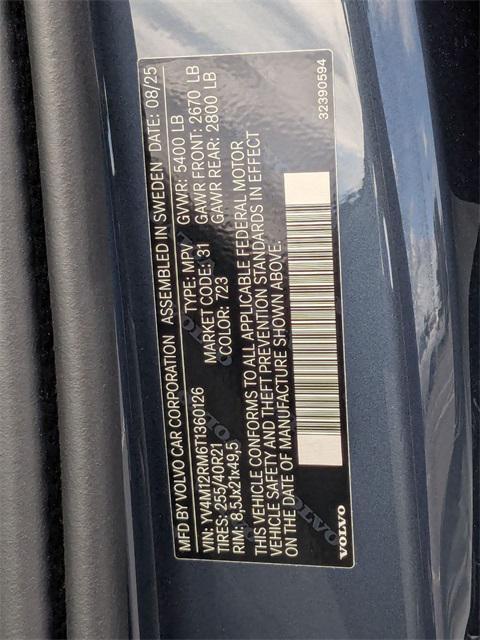 MFD BY VOLVO CAR CORPORATION ASSEMBLED IN SWEDEN DATE: 08/25
VIN: YV4M12RM6T1360126 TYPE: MPV GVWR: 5400 LB
TIRES: 255/40R21 MARKET CODE: 31 GAWR FRONT: 2670 LB
RIM: 8,5Jx21x49,5 COLOR: 723 GAWR REAR: 2800 LB
THIS VEHICLE CONFORMS TO ALL APPLICABLE FEDERAL MOTOR
VEHICLE SAFETY AND THEFT PREVENTION STANDARDS IN EFFECT
ON THE DATE OF MANUFACTURE SHOWN ABOVE.
VOLVO 32390594